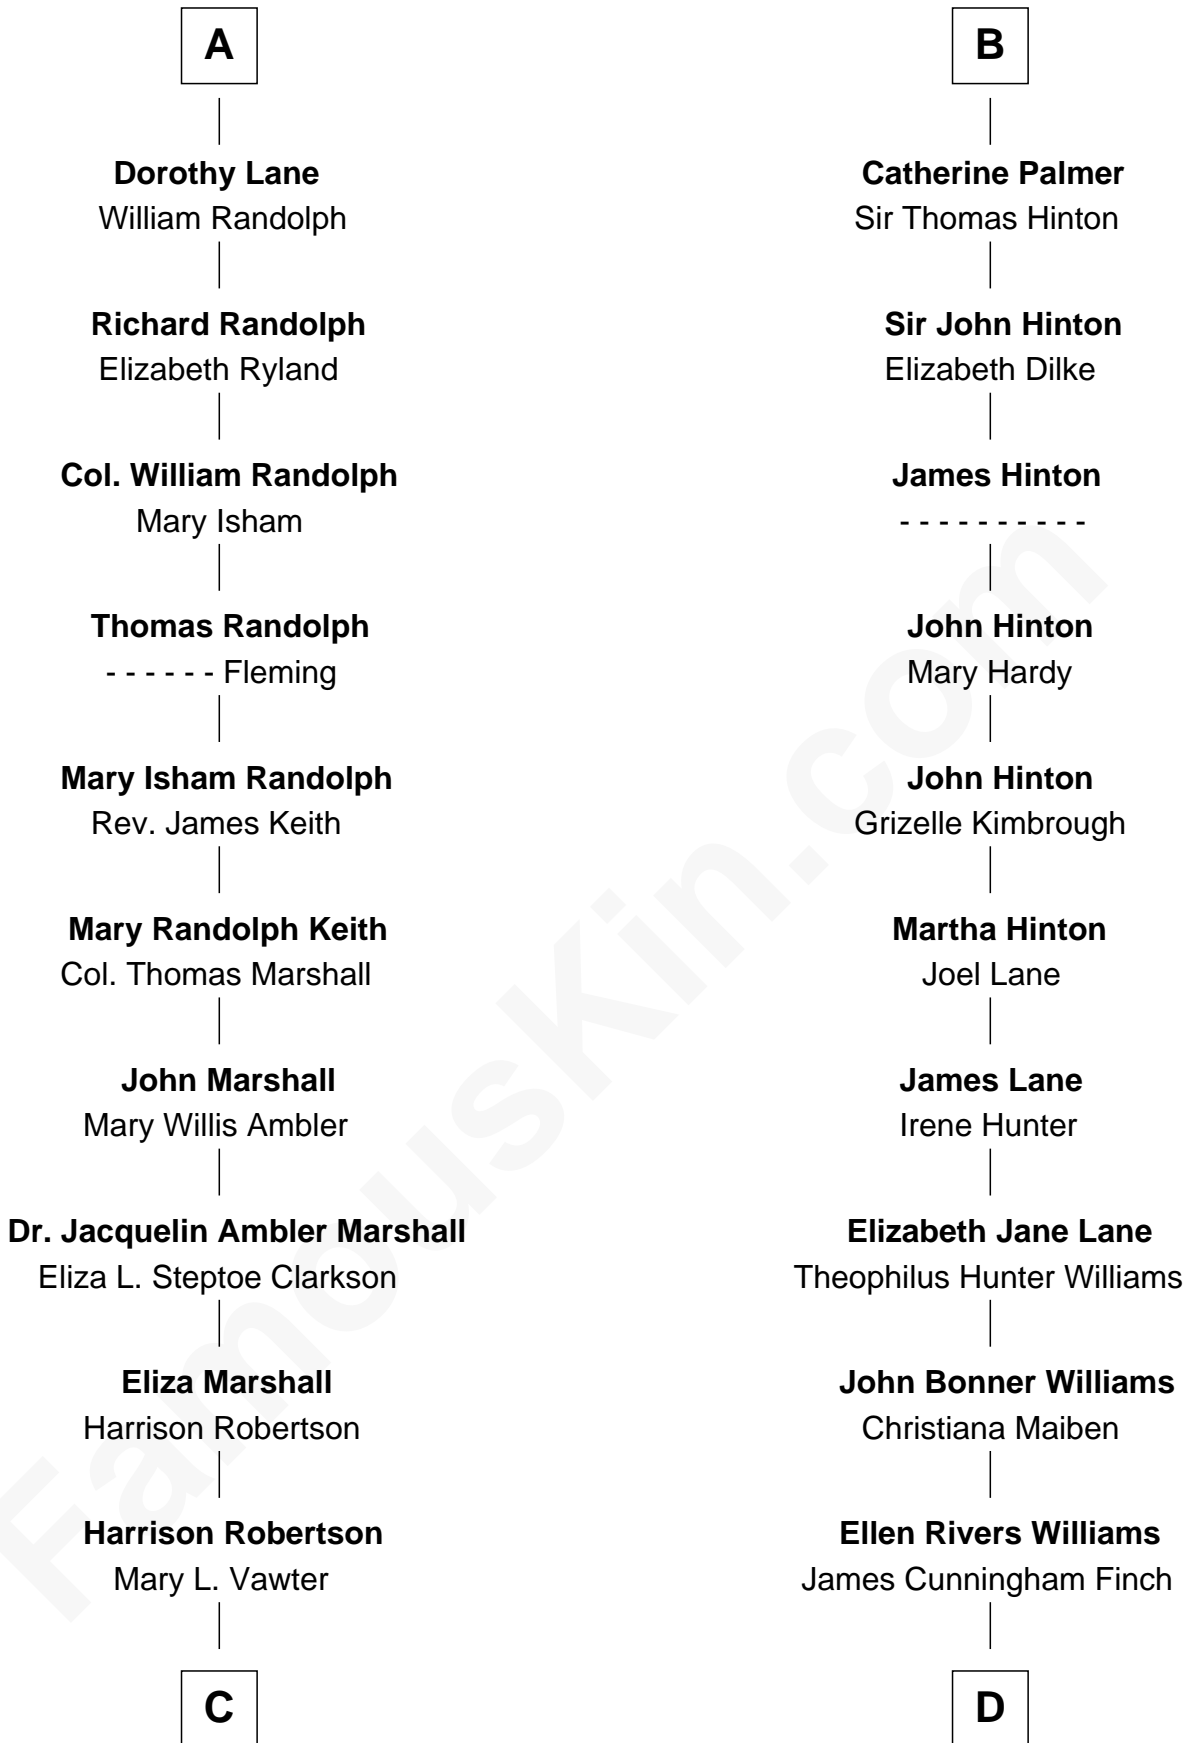 A
Dorothy Lane
William Randolph
Richard Randolph
Elizabeth Ryland
Col. William Randolph
Mary Isham
Thomas Randolph
- - - - - - Fleming
Mary Isham Randolph
Rev. James Keith
Mary Randolph Keith
Col. Thomas Marshall
John Marshall
Mary Willis Ambler
Dr. Jacquelin Ambler Marshall
Eliza L. Steptoe Clarkson
Eliza Marshall
Harrison Robertson
Harrison Robertson
Mary L. Vawter
C
B
Catherine Palmer
Sir Thomas Hinton
Sir John Hinton
Elizabeth Dilke
James Hinton
- - - - - - - - - -
John Hinton
Mary Hardy
John Hinton
Grizelle Kimbrough
Martha Hinton
Joel Lane
James Lane
Irene Hunter
Elizabeth Jane Lane
Theophilus Hunter Williams
John Bonner Williams
Christiana Maiben
Ellen Rivers Williams
James Cunningham Finch
D
FamousKin.com